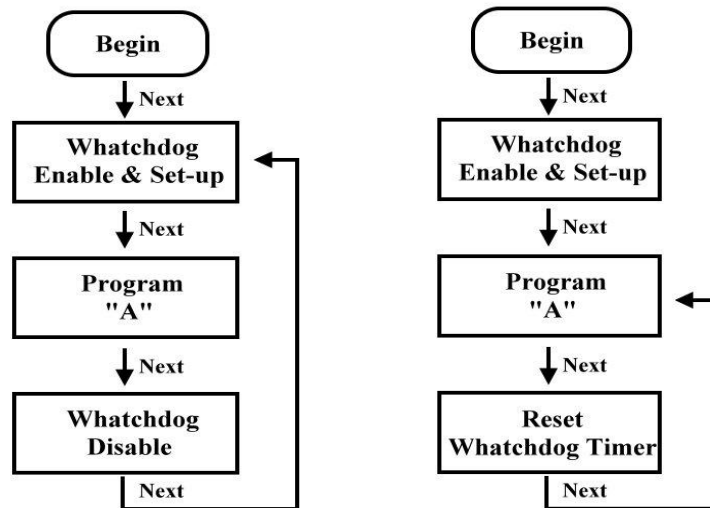 Begin
Next
Whatchdog
Enable & Set-up
Next
Program
"A"
Next
Whatchdog
Disable
Next
Begin
Next
Whatchdog
Enable & Set-up
Next
Program
"A"
Next
Reset
Whatchdog Timer
Next